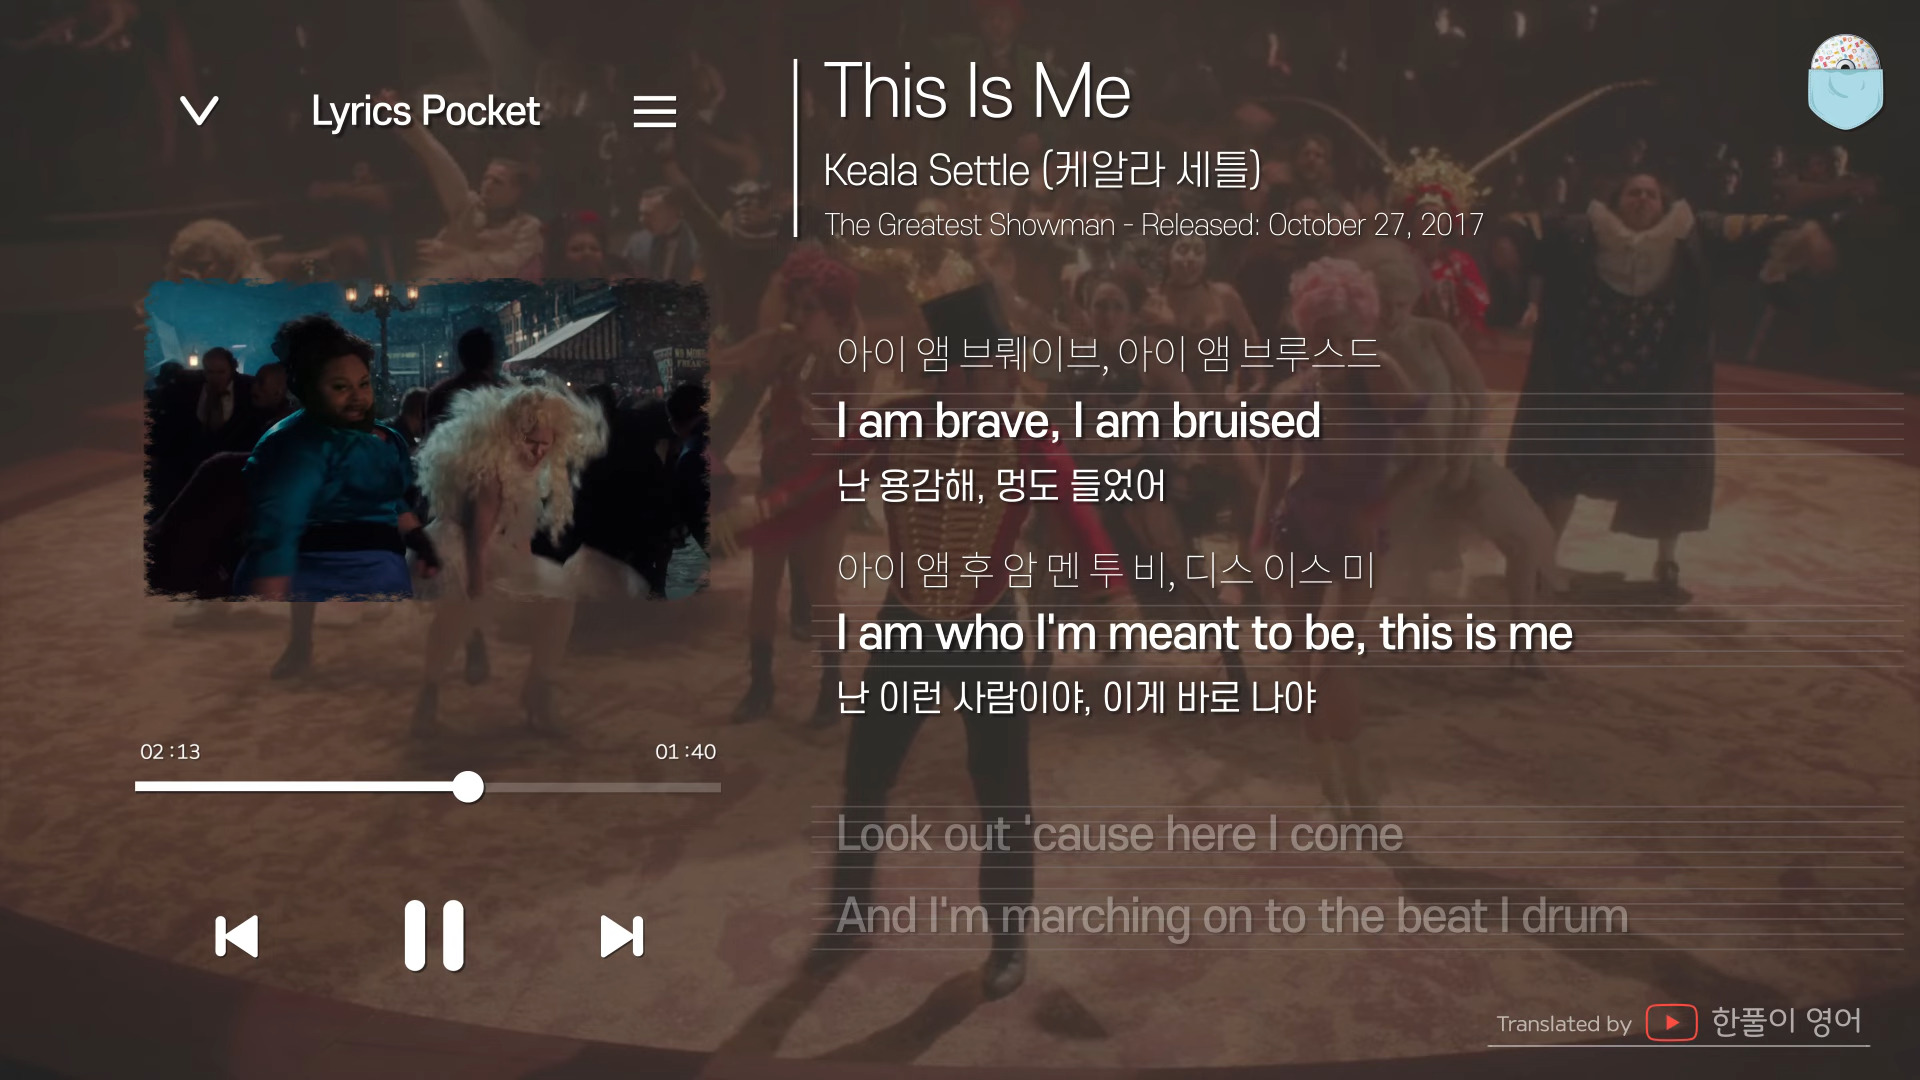 Lyrics Pocket
This Is Me
Keala Settle (케알라 세틀)
The Greatest Showman - Released: October 27, 2017
NO MORE
FREAKS
아이 앰 브뤠이브, 아이 앰 브루스드
I am brave, I am bruised
난 용감해, 멍도 들었어
아이 앰 후 암 멘 투 비, 디스 이스 미
I am who I'm meant to be, this is me
난 이런 사람이야, 이게 바로 나야
02 :13
01 :40
Look out 'cause here I come
And I'm marching on to the beat I drum
Translated by 한풀이 영어